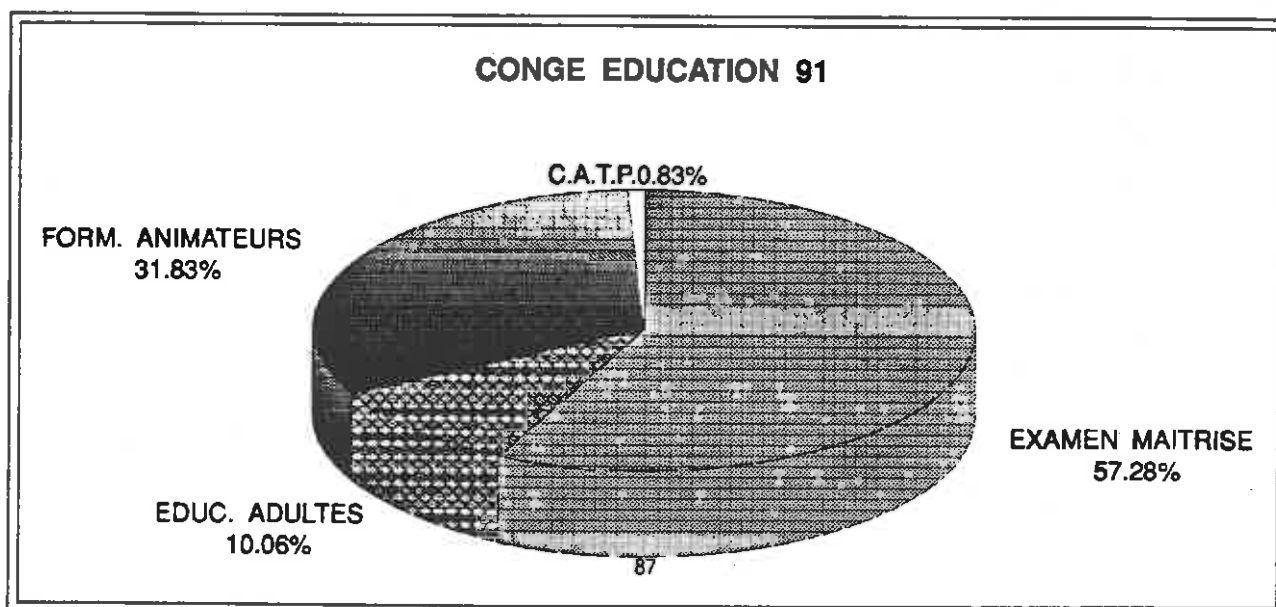 CONGE EDUCATION 91
C.A.T.P.0.83%
FORM. ANIMATEURS
31.83%
EXAMEN MAITRISE
57.28%
EDUC. ADULTES
10.06%
87